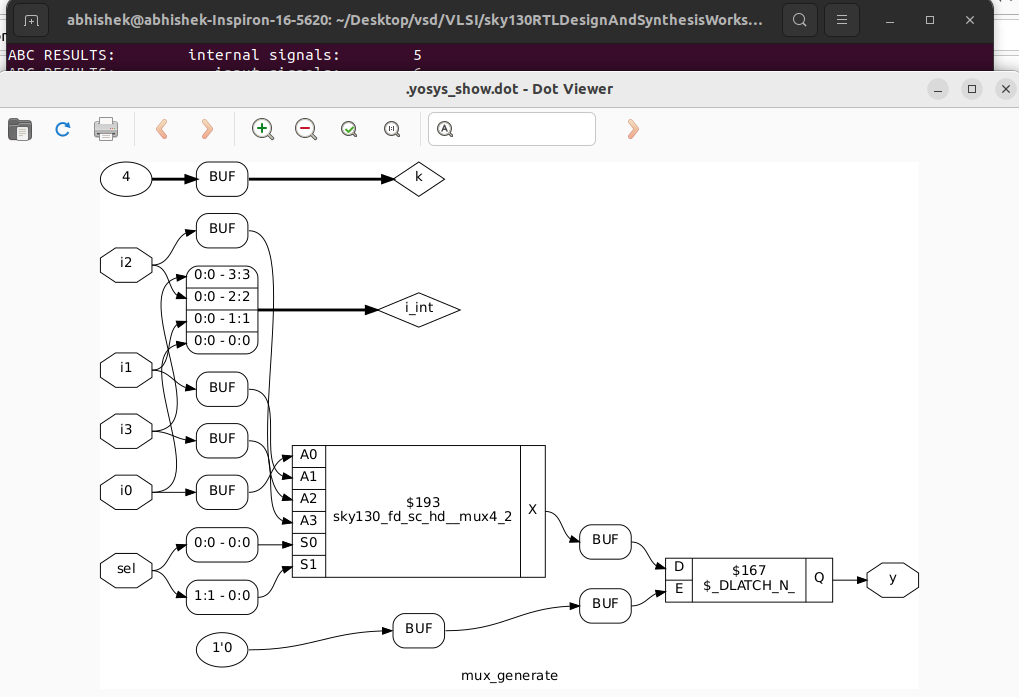 abhishek@abhishek-Inspiron-16-5620: ~/Desktop/vsd/VLSI/sky130RTLDesignAndSynthesisWorks...
ABC RESULTS: internal signals: 5
.yosys_show.dot - Dot Viewer
4
BUF
k
BUF
i2
0:0 - 3:3
0:0 - 2:2
0:0 - 1:1
0:0 - 0:0
i_int
i1
BUF
i3
BUF
i0
BUF
A0
A1
A2
A3
S0
S1
$193
sky130_fd_sc_hd__mux4_2
X
sel
0:0 - 0:0
1:1 - 0:0
BUF
BUF
D
E
$167
$_DLATCH_N_
Q
y
1'0
BUF
mux_generate